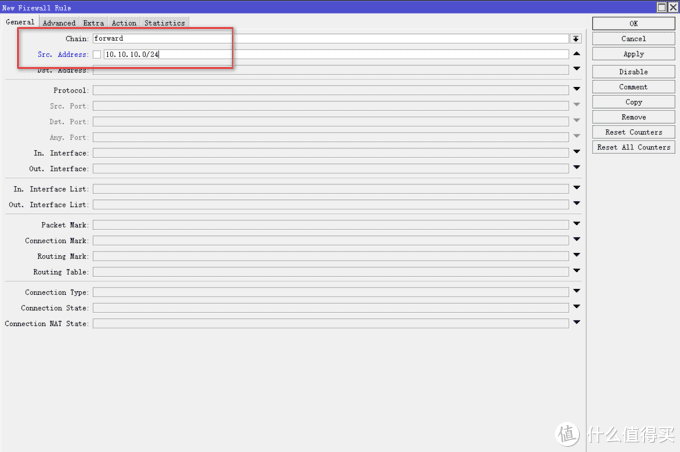 New Firewall Rule
General Advanced Extra Action Statistics
Chain: forward
Src. Address: 10.10.10.0/24
Dst. Address:
Protocol:
Src. Port:
Dst. Port:
Any. Port:
In. Interface:
Out. Interface:
In. Interface List:
Out. Interface List:
Packet Mark:
Connection Mark:
Routing Mark:
Routing Table:
Connection Type:
Connection State:
Connection NAT State:
OK
Cancel
Apply
Disable
Comment
Copy
Remove
Reset Counters
Reset All Counters
值 什么值得买